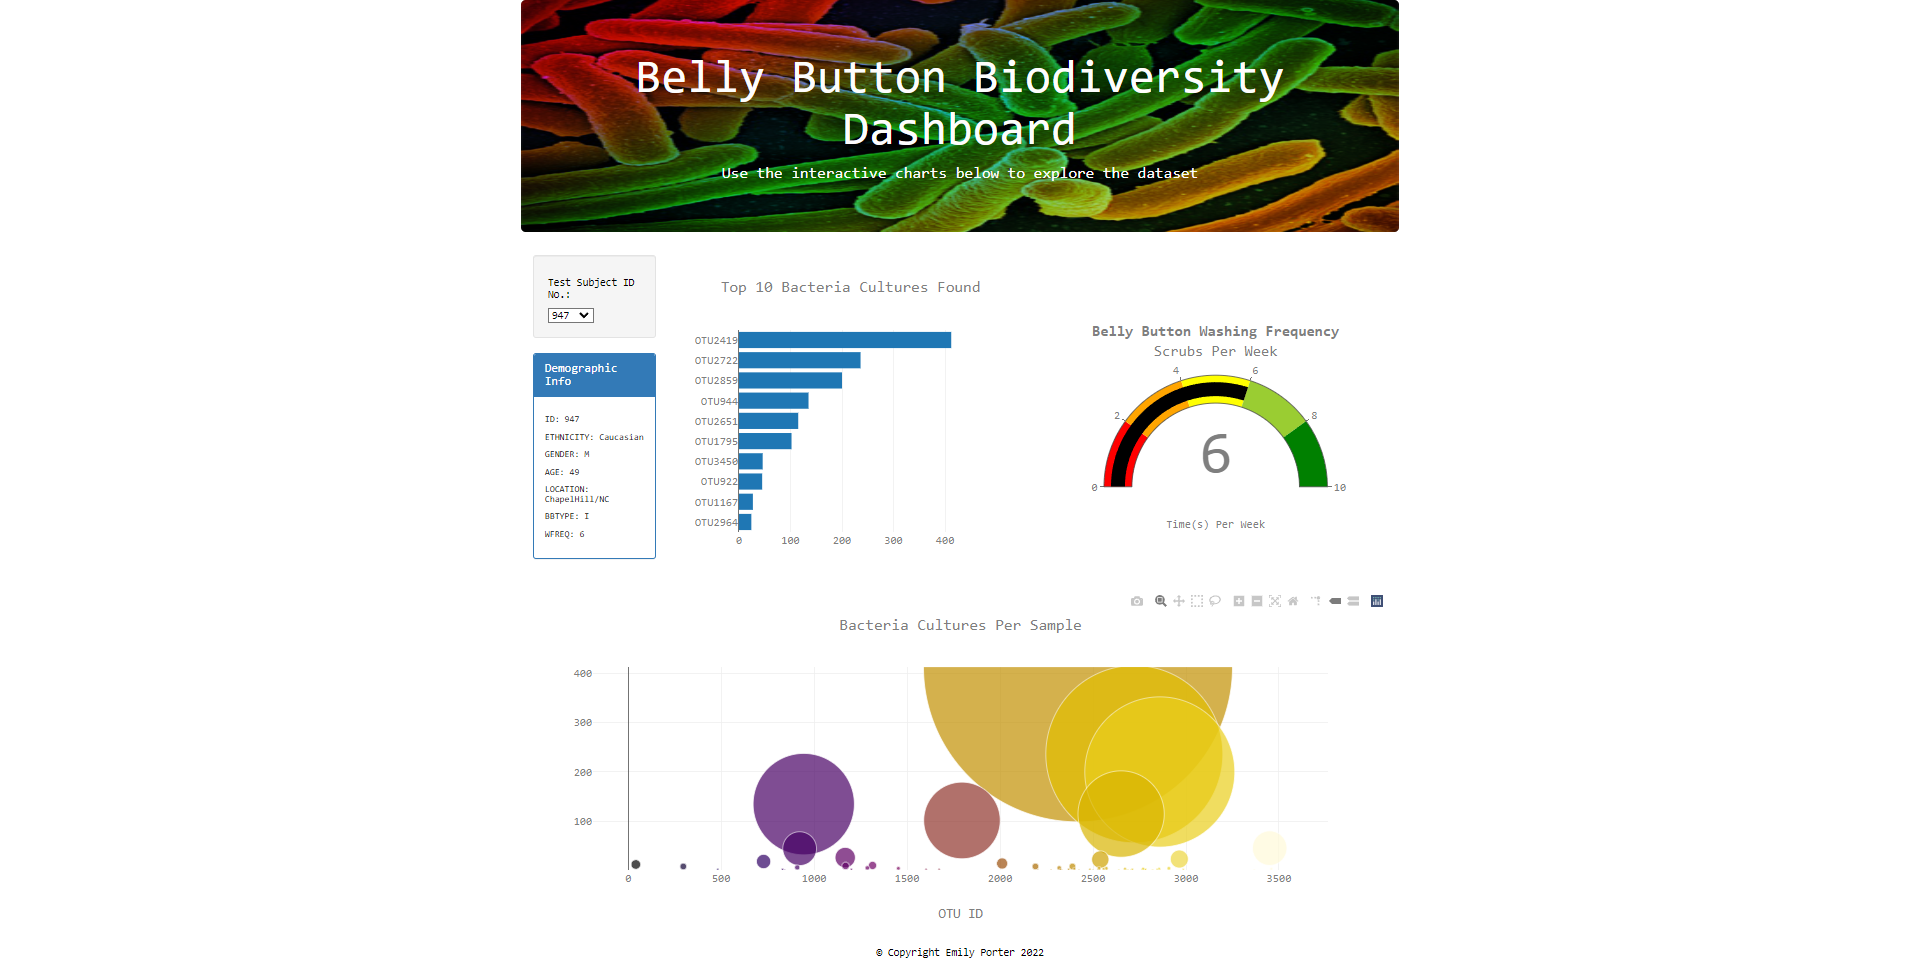 Belly Button Biodiversity
Dashboard
Use the interactive charts below to explore the dataset
Test Subject ID
No.:
947
Demographic
Info
ID: 947
ETHNICITY: Caucasian
GENDER: M
AGE: 49
LOCATION:
ChapelHill/NC
BBTYPE: I
WFREQ: 6
Top 10 Bacteria Cultures Found
OTU2419
OTU2722
OTU2859
OTU944
OTU2651
OTU1795
OTU3450
OTU922
OTU1167
OTU2964
0 100 200 300 400
Belly Button Washing Frequency
Scrubs Per Week
0 2 4 6 8 10
6
Time(s) Per Week
Bacteria Cultures Per Sample
400
300
200
100
0 500 1000 1500 2000 2500 3000 3500
OTU ID
© Copyright Emily Porter 2022